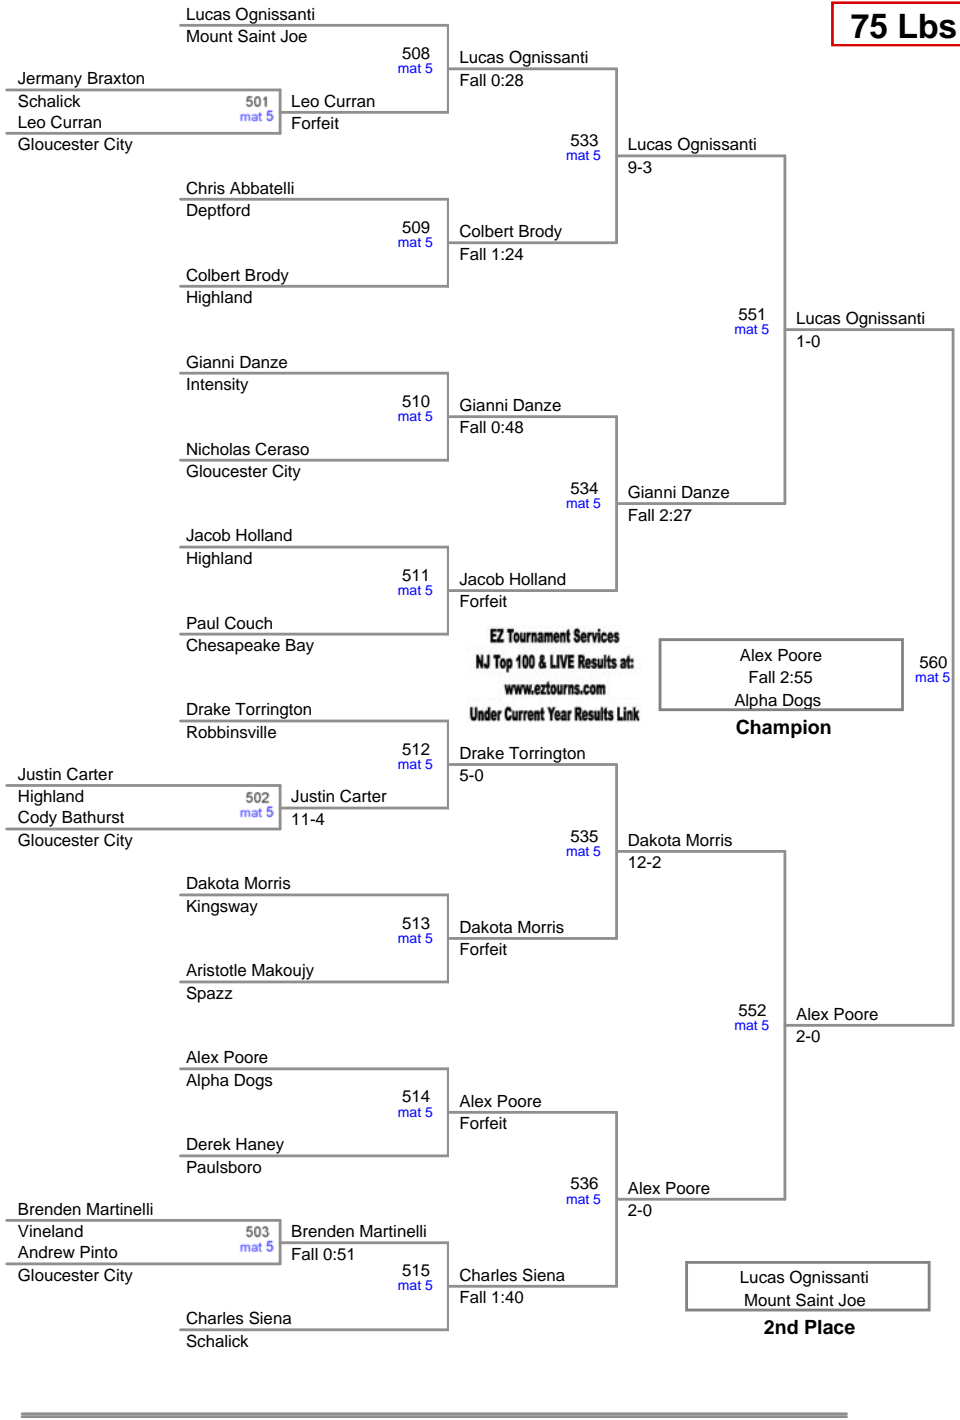 75 Lbs
Lucas Ognissanti
Mount Saint Joe
508
mat 5
Lucas Ognissanti
Fall 0:28
Jermany Braxton
Schalick
Leo Curran
Gloucester City
501
mat 5
Leo Curran
Forfeit
533
mat 5
Lucas Ognissanti
9-3
Chris Abbatelli
Deptford
509
mat 5
Colbert Brody
Fall 1:24
Colbert Brody
Highland
551
mat 5
Lucas Ognissanti
1-0
Gianni Danze
Intensity
510
mat 5
Gianni Danze
Fall 0:48
Nicholas Ceraso
Gloucester City
534
mat 5
Gianni Danze
Fall 2:27
Jacob Holland
Highland
511
mat 5
Jacob Holland
Forfeit
Paul Couch
Chesapeake Bay
EZ Tournament Services
NJ Top 100 & LIVE Results at:
www.eztourns.com
Under Current Year Results Link
Alex Poore
Fall 2:55
Alpha Dogs
Champion
560
mat 5
Drake Torrington
Robbinsville
512
mat 5
Drake Torrington
5-0
Justin Carter
Highland
Cody Bathurst
Gloucester City
502
mat 5
Justin Carter
11-4
535
mat 5
Dakota Morris
12-2
Dakota Morris
Kingsway
513
mat 5
Dakota Morris
Forfeit
Aristotle Makoujy
Spazz
552
mat 5
Alex Poore
2-0
Alex Poore
Alpha Dogs
514
mat 5
Alex Poore
Forfeit
Derek Haney
Paulsboro
536
mat 5
Alex Poore
2-0
Brenden Martinelli
Vineland
Andrew Pinto
Gloucester City
503
mat 5
Brenden Martinelli
Fall 0:51
515
mat 5
Charles Siena
Fall 1:40
Charles Siena
Schalick
Lucas Ognissanti
Mount Saint Joe
2nd Place